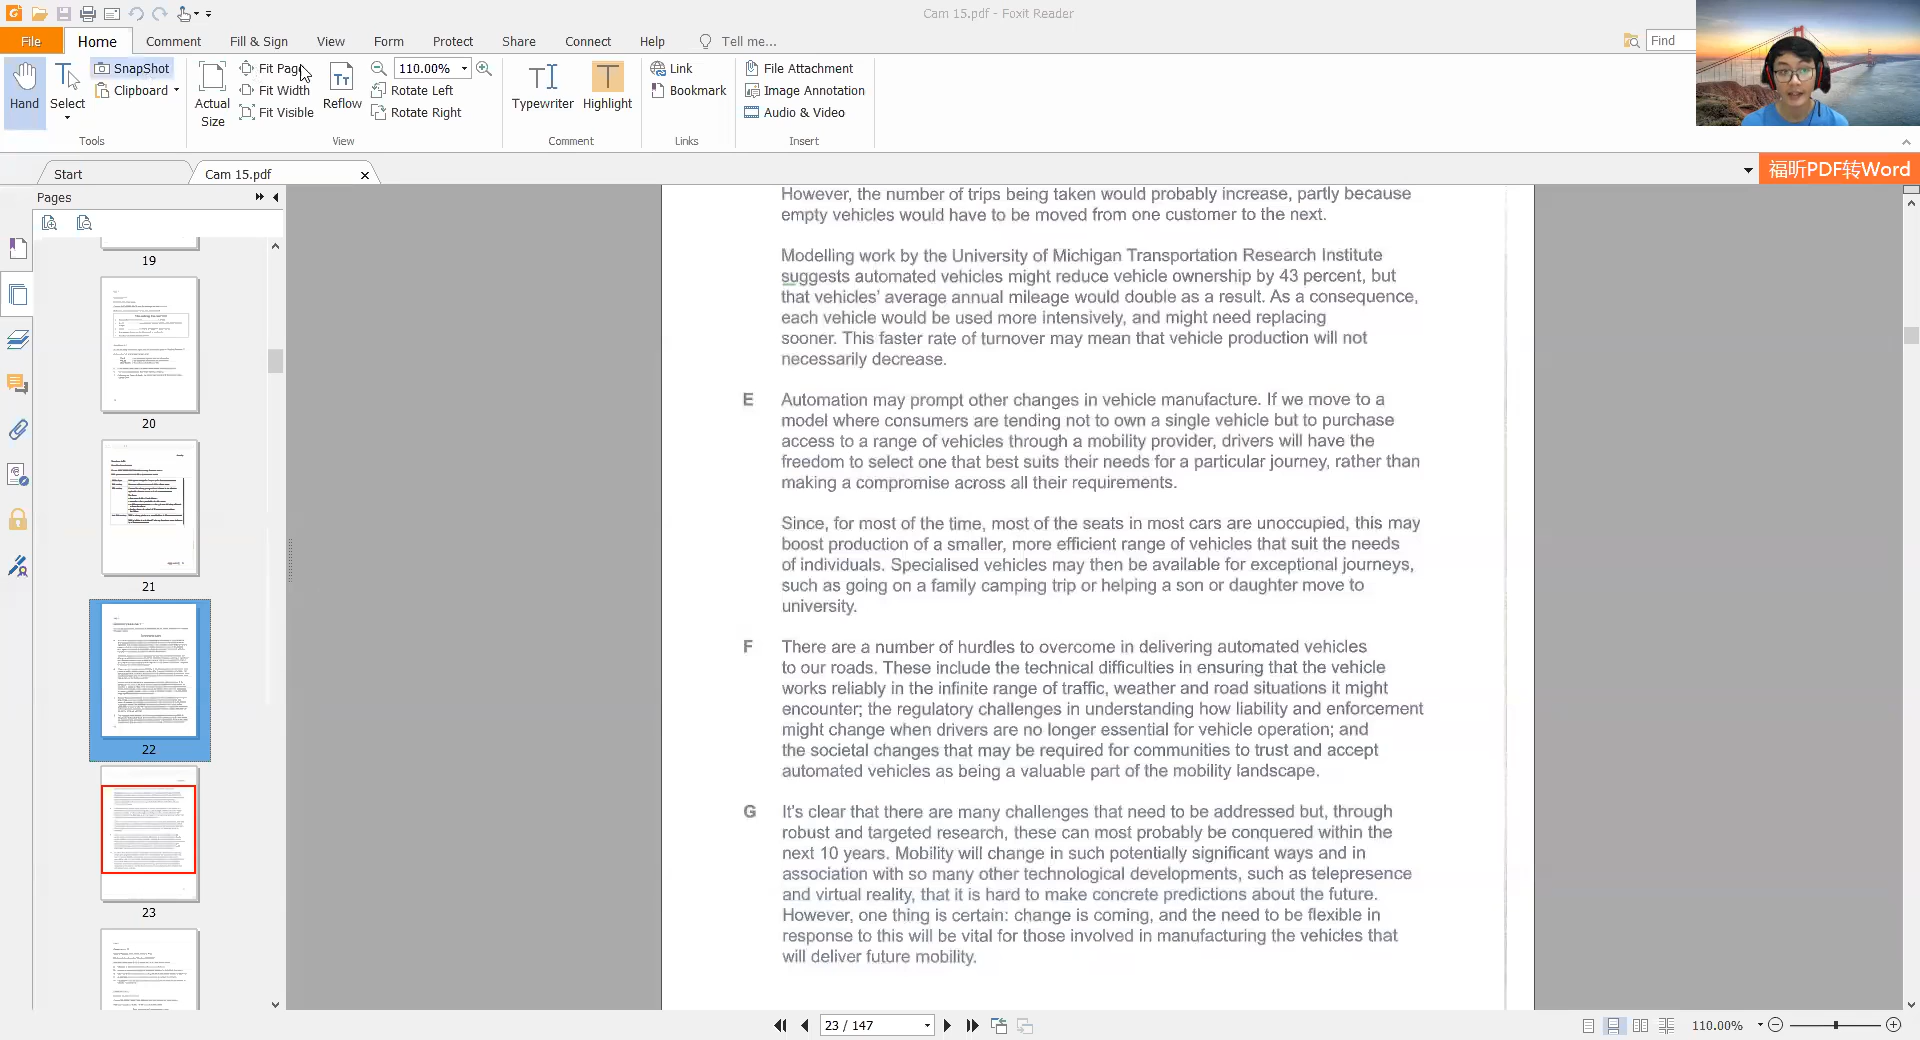 Cam 15.pdf - Foxit Reader
File Home Comment Fill & Sign View Form Protect Share Connect Help Tell me... Find
Hand
Select
SnapShot
Clipboard
Tools
Actual Size
Fit Page
Fit Width
Fit Visible
Reflow
110.00%
Rotate Left
Rotate Right
View
Typewriter
Highlight
Comment
Link
Bookmark
Links
File Attachment
Image Annotation
Audio & Video
Insert
Start
Cam 15.pdf
福昕PDF转Word
Pages
19
20
21
22
23
However, the number of trips being taken would probably increase, partly because
empty vehicles would have to be moved from one customer to the next.
Modelling work by the University of Michigan Transportation Research Institute
suggests automated vehicles might reduce vehicle ownership by 43 percent, but
that vehicles' average annual mileage would double as a result. As a consequence,
each vehicle would be used more intensively, and might need replacing
sooner. This faster rate of turnover may mean that vehicle production will not
necessarily decrease.
E Automation may prompt other changes in vehicle manufacture. If we move to a
model where consumers are tending not to own a single vehicle but to purchase
access to a range of vehicles through a mobility provider, drivers will have the
freedom to select one that best suits their needs for a particular journey, rather than
making a compromise across all their requirements.
Since, for most of the time, most of the seats in most cars are unoccupied, this may
boost production of a smaller, more efficient range of vehicles that suit the needs
of individuals. Specialised vehicles may then be available for exceptional journeys,
such as going on a family camping trip or helping a son or daughter move to
university.
F There are a number of hurdles to overcome in delivering automated vehicles
to our roads. These include the technical difficulties in ensuring that the vehicle
works reliably in the infinite range of traffic, weather and road situations it might
encounter; the regulatory challenges in understanding how liability and enforcement
might change when drivers are no longer essential for vehicle operation; and
the societal changes that may be required for communities to trust and accept
automated vehicles as being a valuable part of the mobility landscape.
G It's clear that there are many challenges that need to be addressed but, through
robust and targeted research, these can most probably be conquered within the
next 10 years. Mobility will change in such potentially significant ways and in
association with so many other technological developments, such as telepresence
and virtual reality, that it is hard to make concrete predictions about the future.
However, one thing is certain: change is coming, and the need to be flexible in
response to this will be vital for those involved in manufacturing the vehicles that
will deliver future mobility.
23 / 147
110.00%